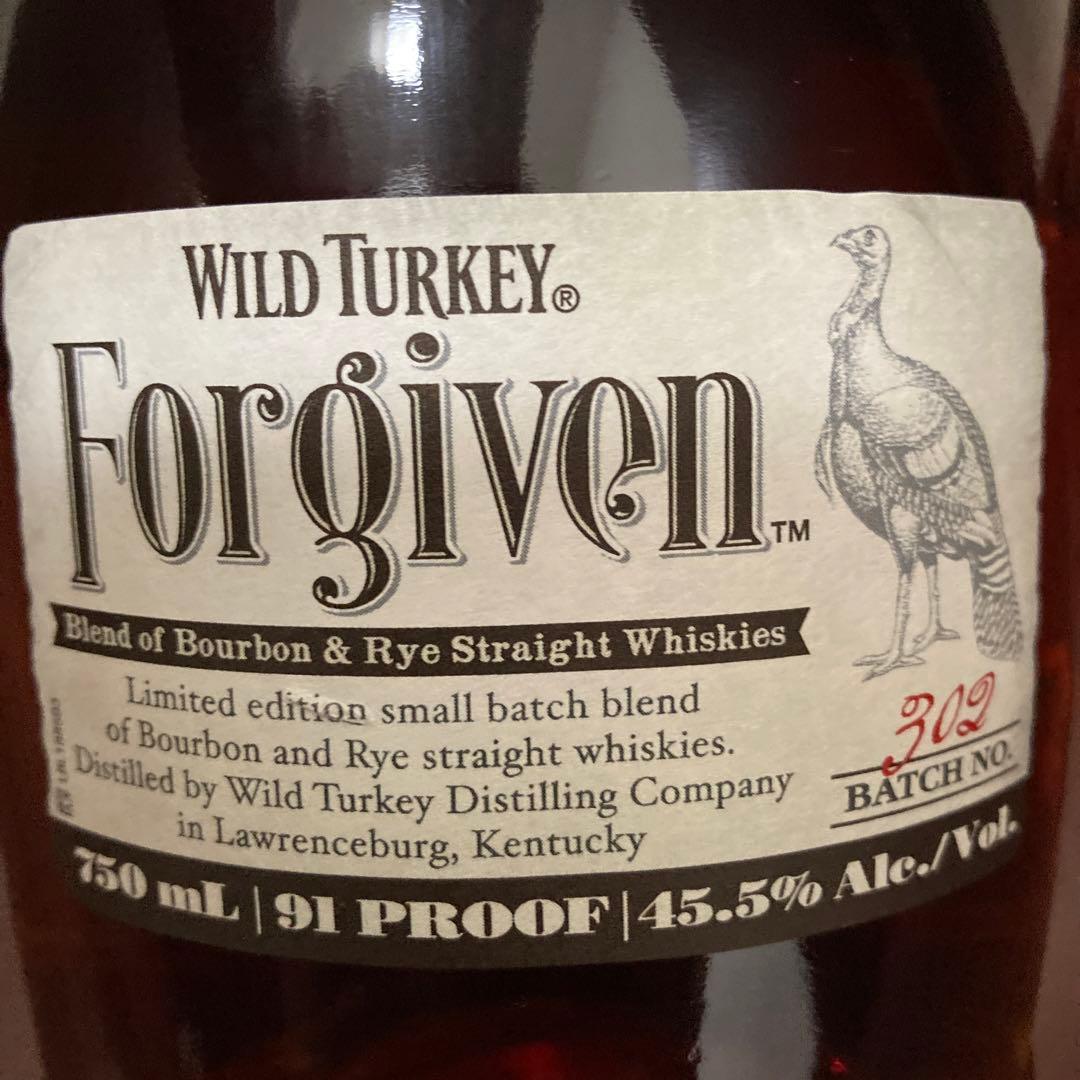 WILD TURKEY®
Forgiven™
Blend of Bourbon & Rye Straight Whiskies
Limited edition small batch blend
of Bourbon and Rye straight whiskies.
Distilled by Wild Turkey Distilling Company
in Lawrenceburg, Kentucky
302
BATCH NO.
750 mL | 91 PROOF | 45.5% Alc./Vol.